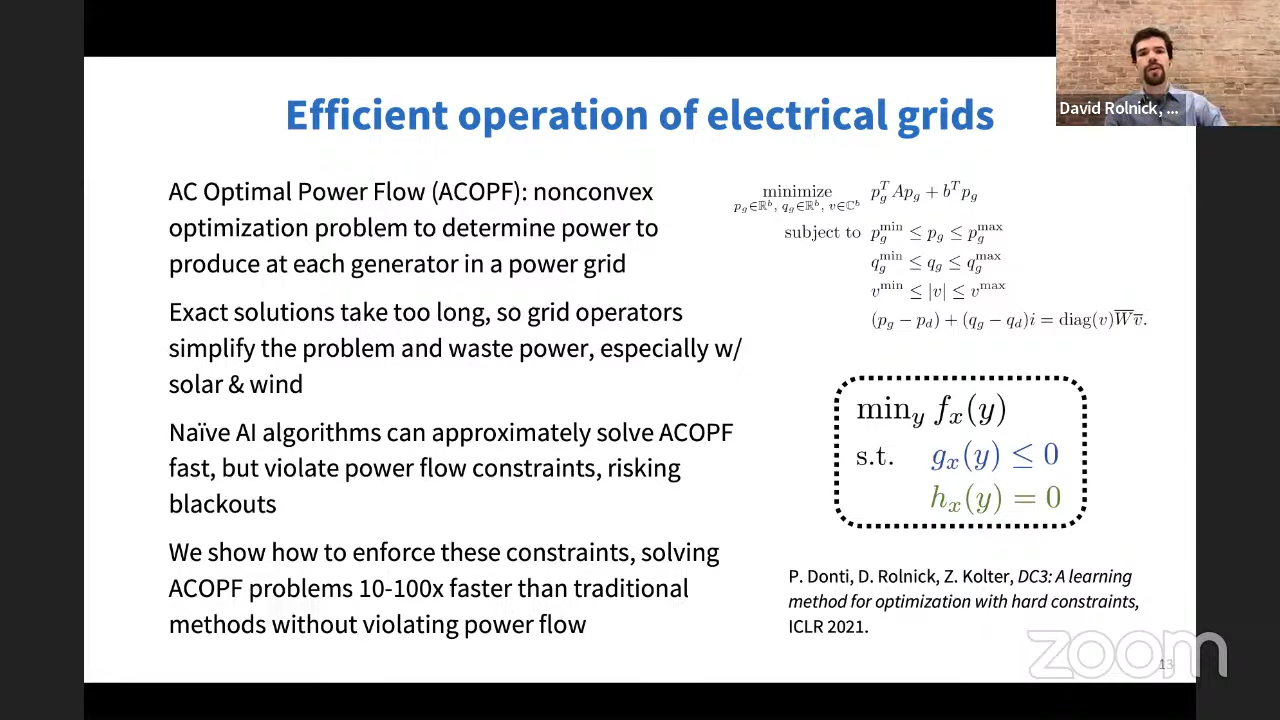 David Rolnick, ...
Efficient operation of electrical grids
AC Optimal Power Flow (ACOPF): nonconvex
optimization problem to determine power to
produce at each generator in a power grid
Exact solutions take too long, so grid operators
simplify the problem and waste power, especially w/
solar & wind
Naïve AI algorithms can approximately solve ACOPF
fast, but violate power flow constraints, risking
blackouts
We show how to enforce these constraints, solving
ACOPF problems 10-100x faster than traditional
methods without violating power flow
minimize p_g^T A p_g + b^T p_g
p_g∈ℝ^b, q_g∈ℝ^b, v∈ℂ^b
subject to p_g^min ≤ p_g ≤ p_g^max
q_g^min ≤ q_g ≤ q_g^max
v^min ≤ |v| ≤ v^max
(p_g − p_d) + (q_g − q_d)i = diag(v)W̅v̅.
min_y f_x(y)
s.t. g_x(y) ≤ 0
h_x(y) = 0
P. Donti, D. Rolnick, Z. Kolter, DC3: A learning
method for optimization with hard constraints,
ICLR 2021.
zoom
13